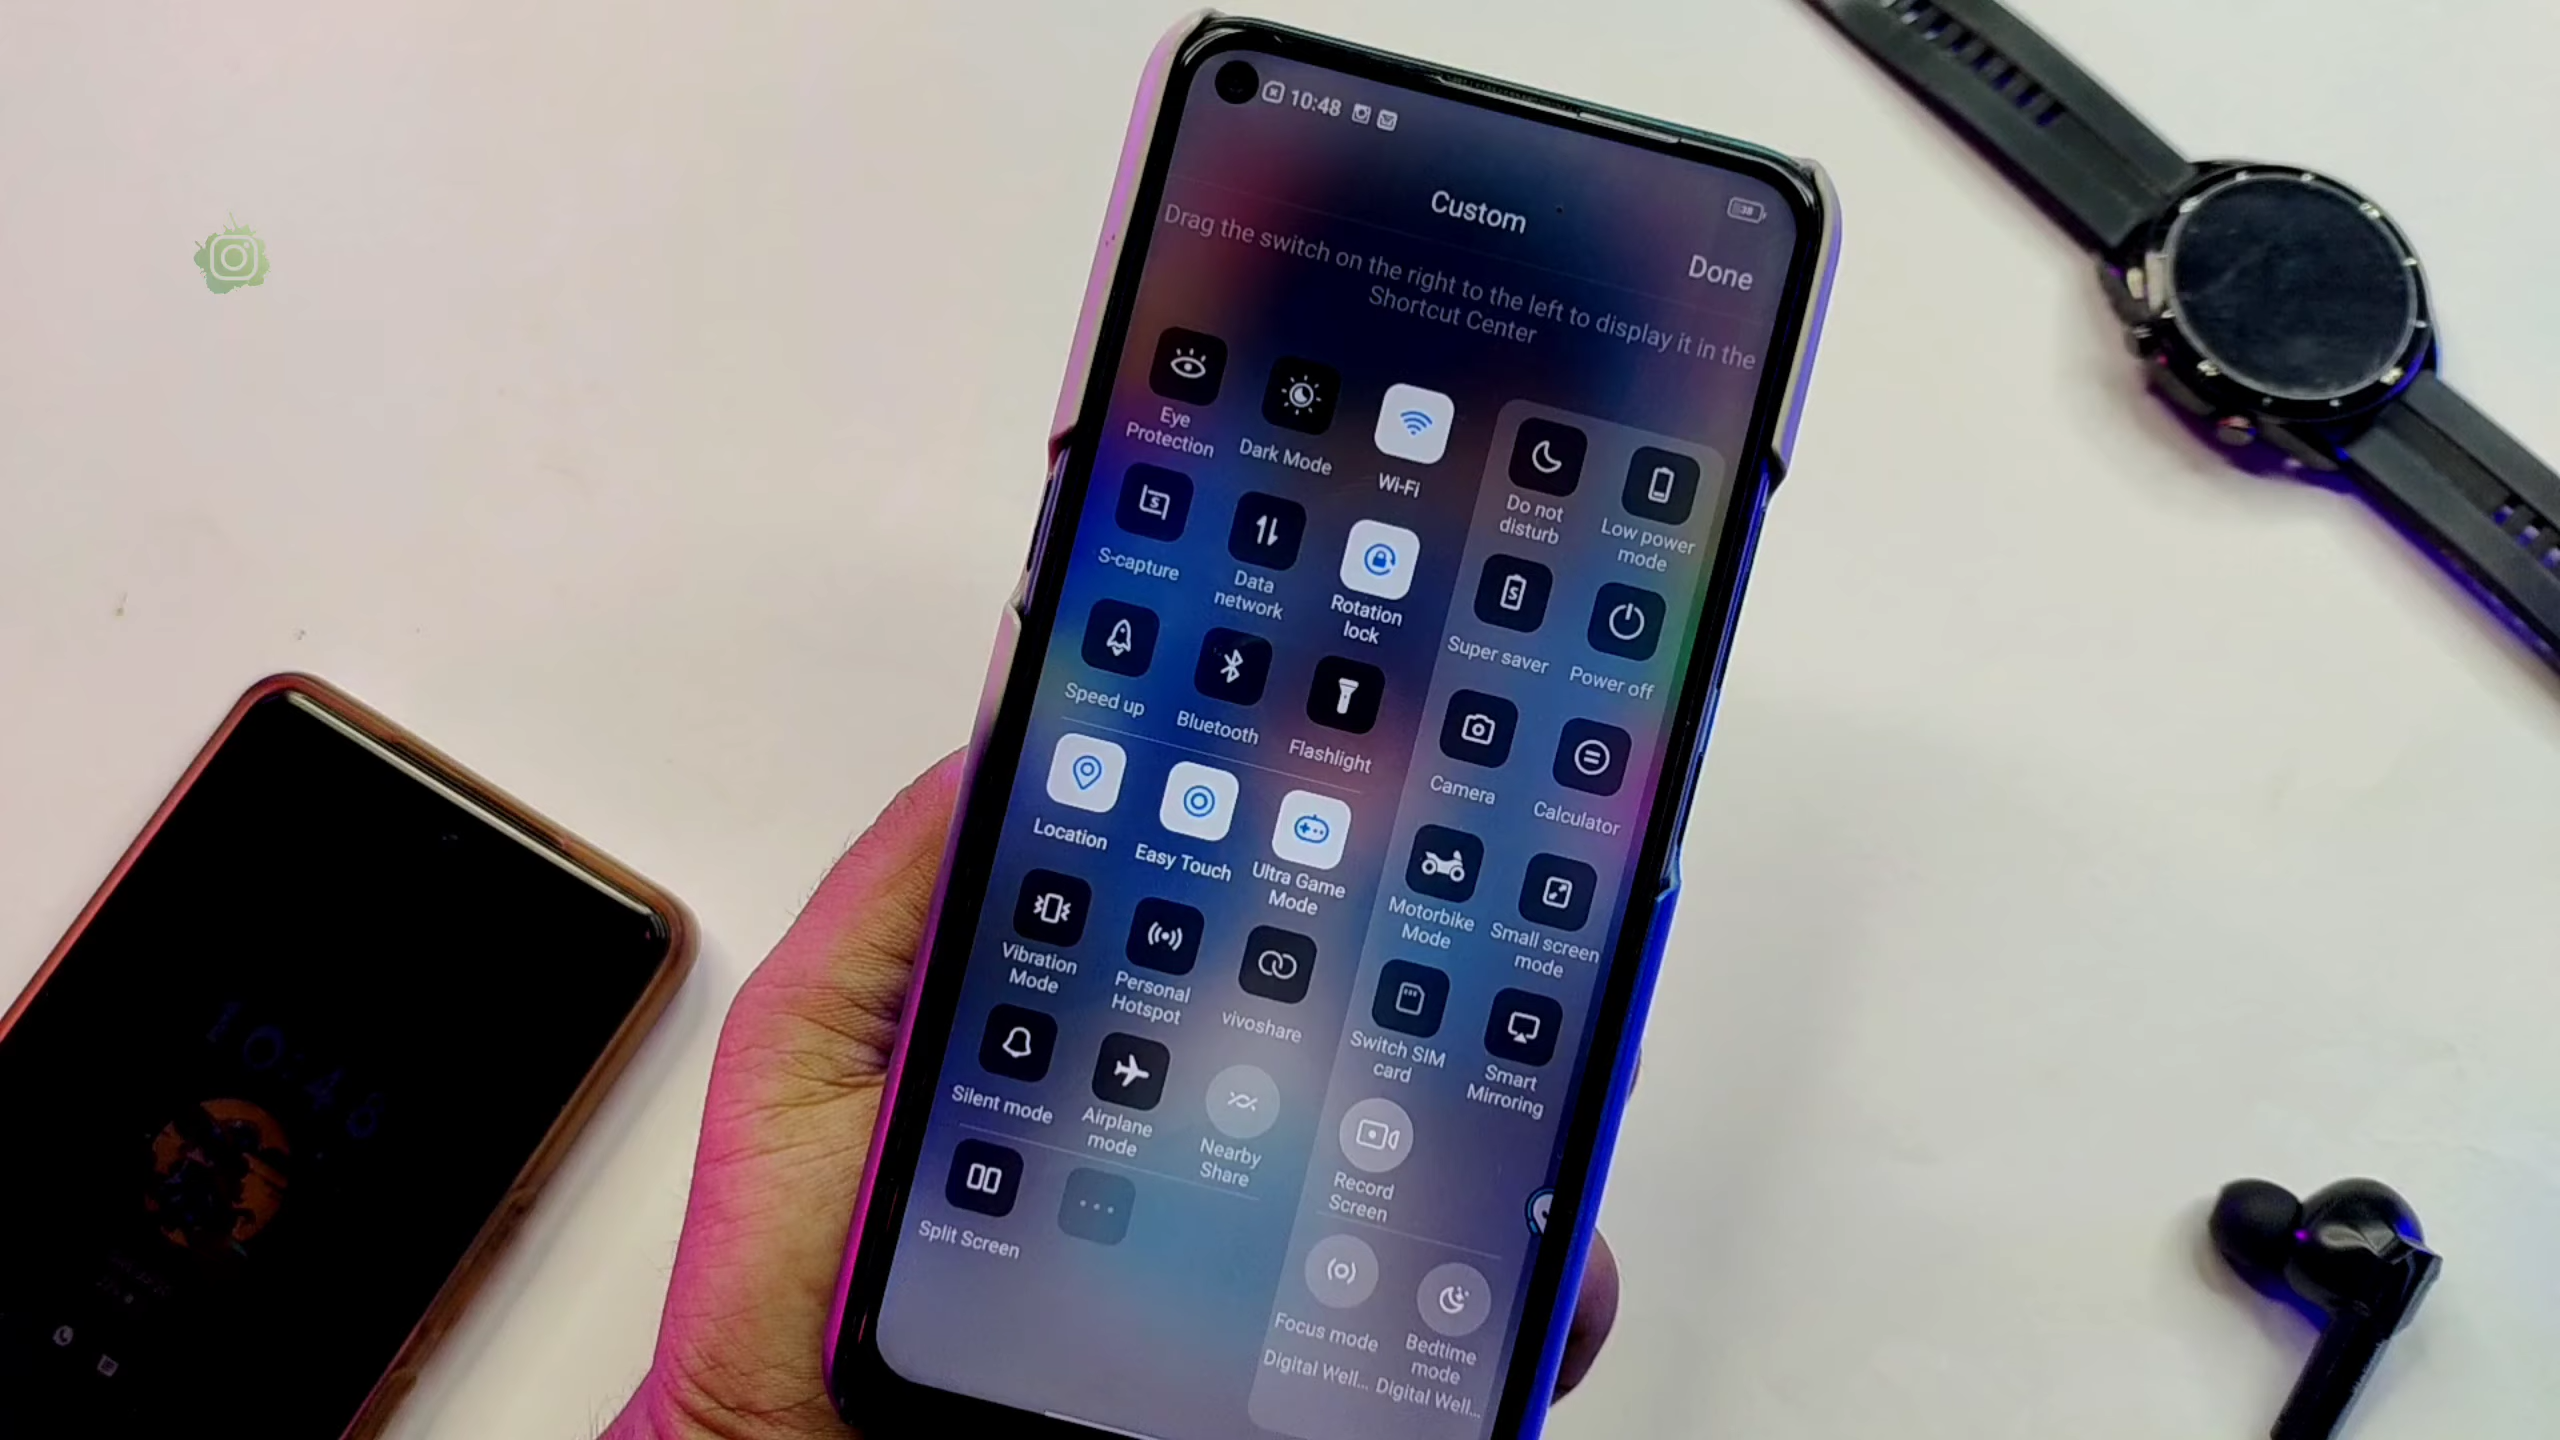 10:48
38
Custom
Done
Drag the switch on the right to the left to display it in the
Shortcut Center
Eye
Protection
Dark Mode
Wi-Fi
Do not
disturb
Low power
mode
S-capture
Data
network
Rotation
lock
Super saver
Power off
Speed up
Bluetooth
Flashlight
Camera
Calculator
Location
Easy Touch
Ultra Game
Mode
Motorbike
Mode
Small screen
mode
Vibration
Mode
Personal
Hotspot
vivoshare
Switch SIM
card
Smart
Mirroring
Silent mode
Airplane
mode
Nearby
Share
Record
Screen
Split Screen
Focus mode
Digital Well...
Bedtime
mode
Digital Well...
10:48